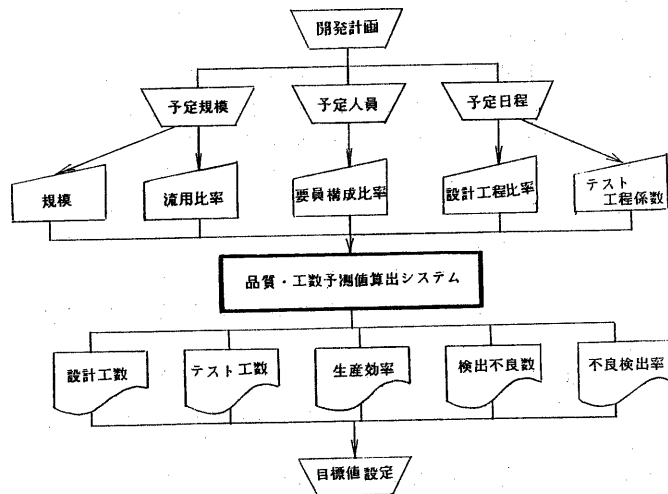 開発計画
予定規模
予定人員
予定日程
規模
流用比率
要員構成比率
設計工程比率
テスト
工程係数
品質・工数予測値算出システム
設計工数
テスト工数
生産効率
検出不良数
不良検出率
目標値設定